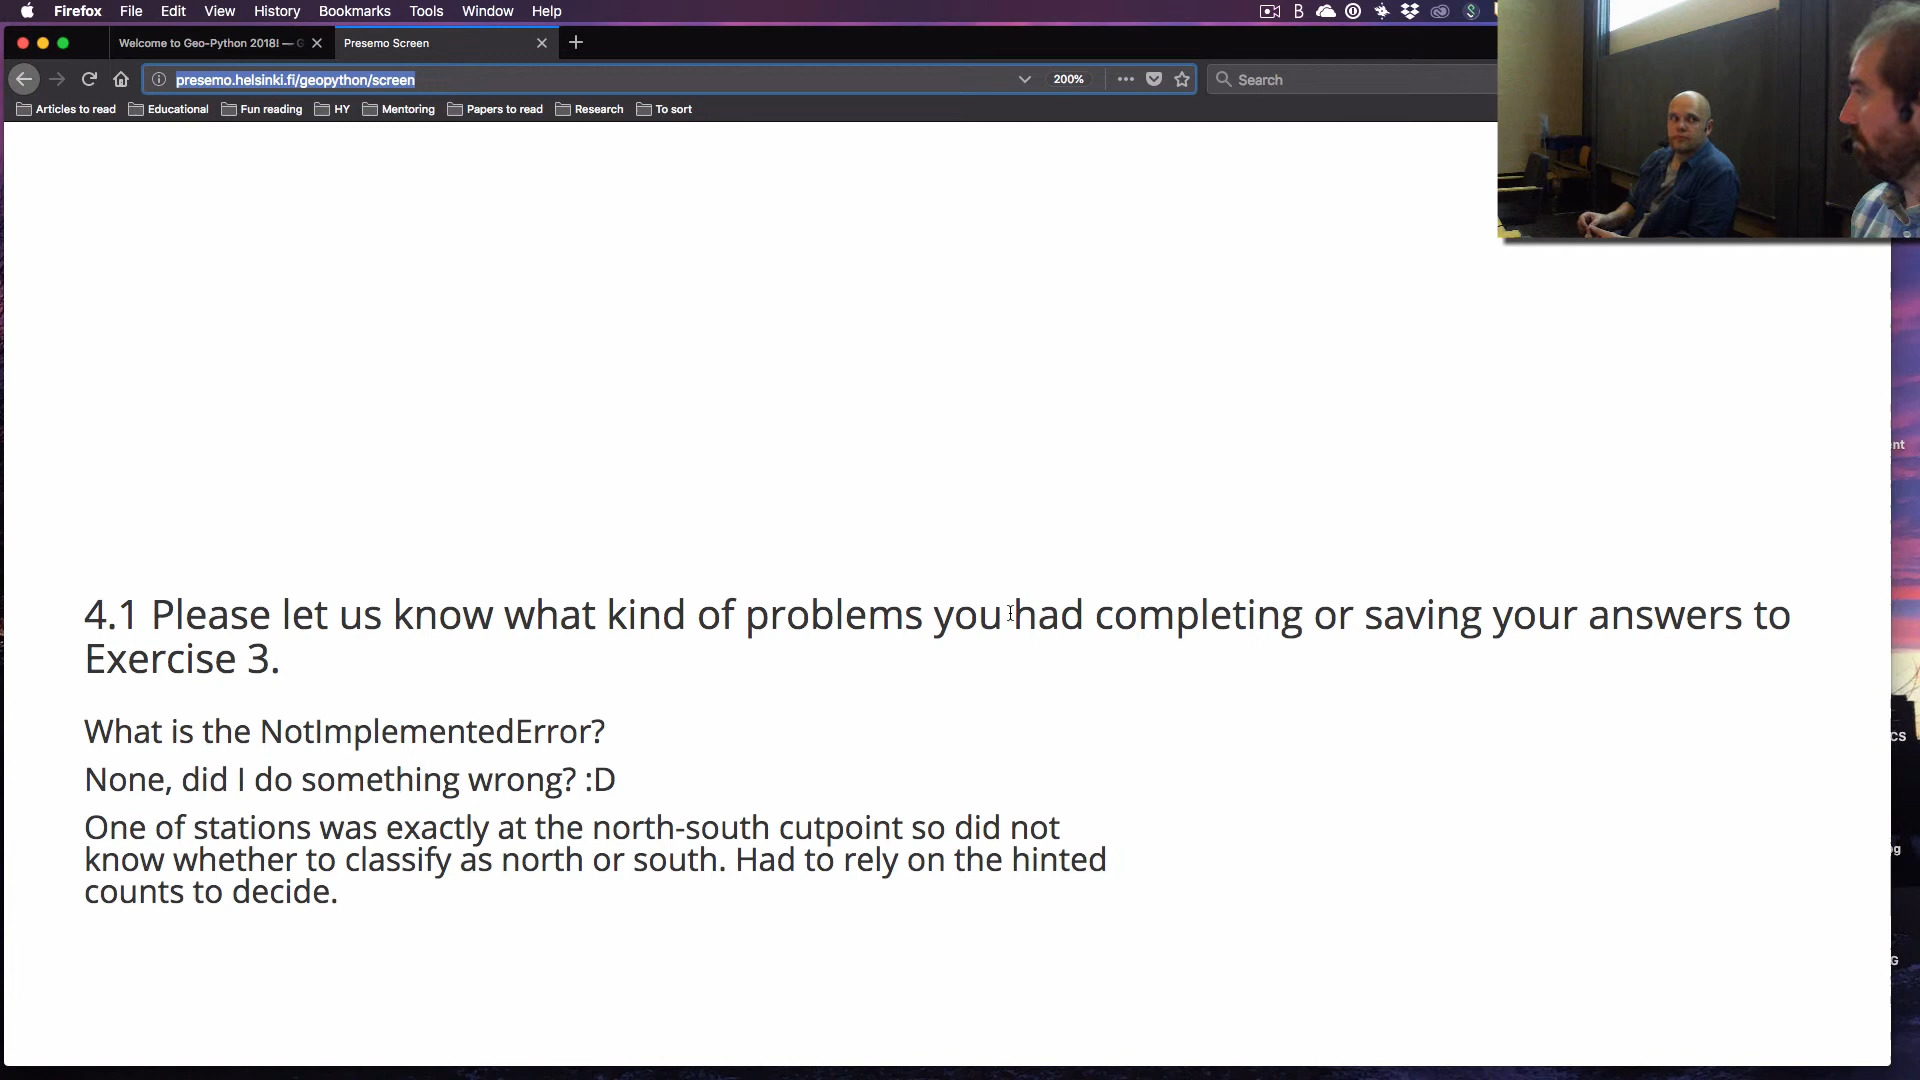 Firefox File Edit View History Bookmarks Tools Window Help
Welcome to Geo-Python 2018! — G
Presemo Screen
presemo.helsinki.fi/geopython/screen
200%
Search
Articles to read Educational Fun reading HY Mentoring Papers to read Research To sort
4.1 Please let us know what kind of problems you had completing or saving your answers to
Exercise 3.
What is the NotImplementedError?
None, did I do something wrong? :D
One of stations was exactly at the north-south cutpoint so did not
know whether to classify as north or south. Had to rely on the hinted
counts to decide.